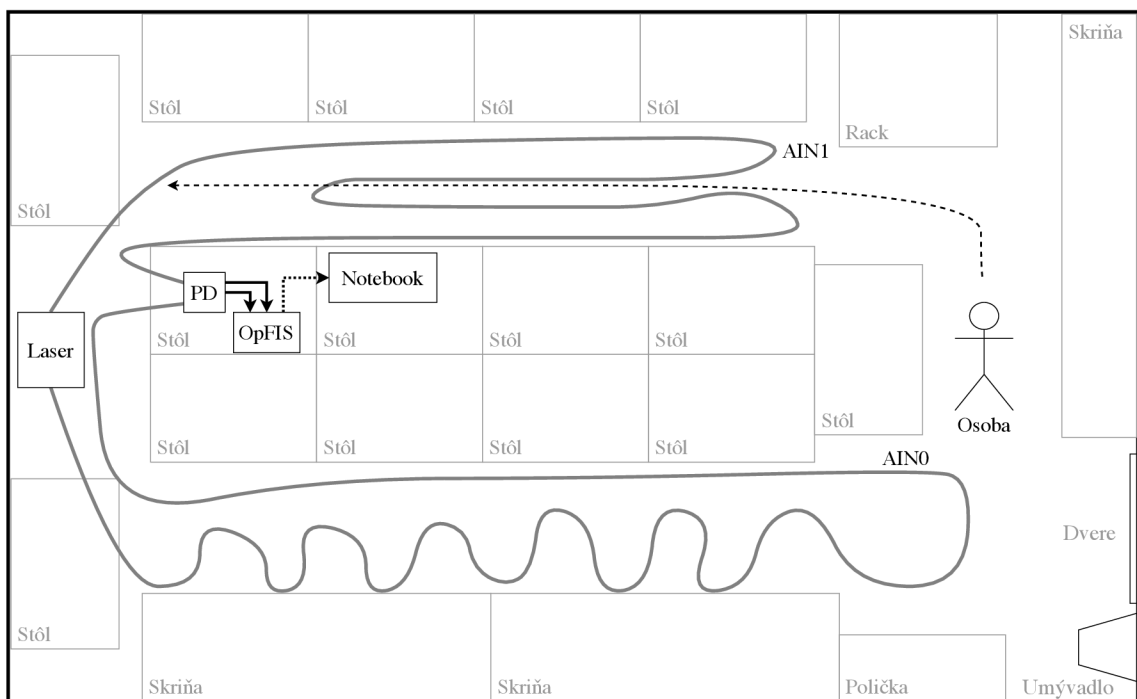 Skriňa
Stôl
Stôl
Stôl
Stôl
Rack
AIN1
Stôl
Notebook
PD
OpFIS
Laser
Stôl
Stôl
Stôl
Stôl
Stôl
Stôl
Stôl
Stôl
Stôl
Osoba
AIN0
Dvere
Stôl
Skriňa
Skriňa
Polička
Umývadlo